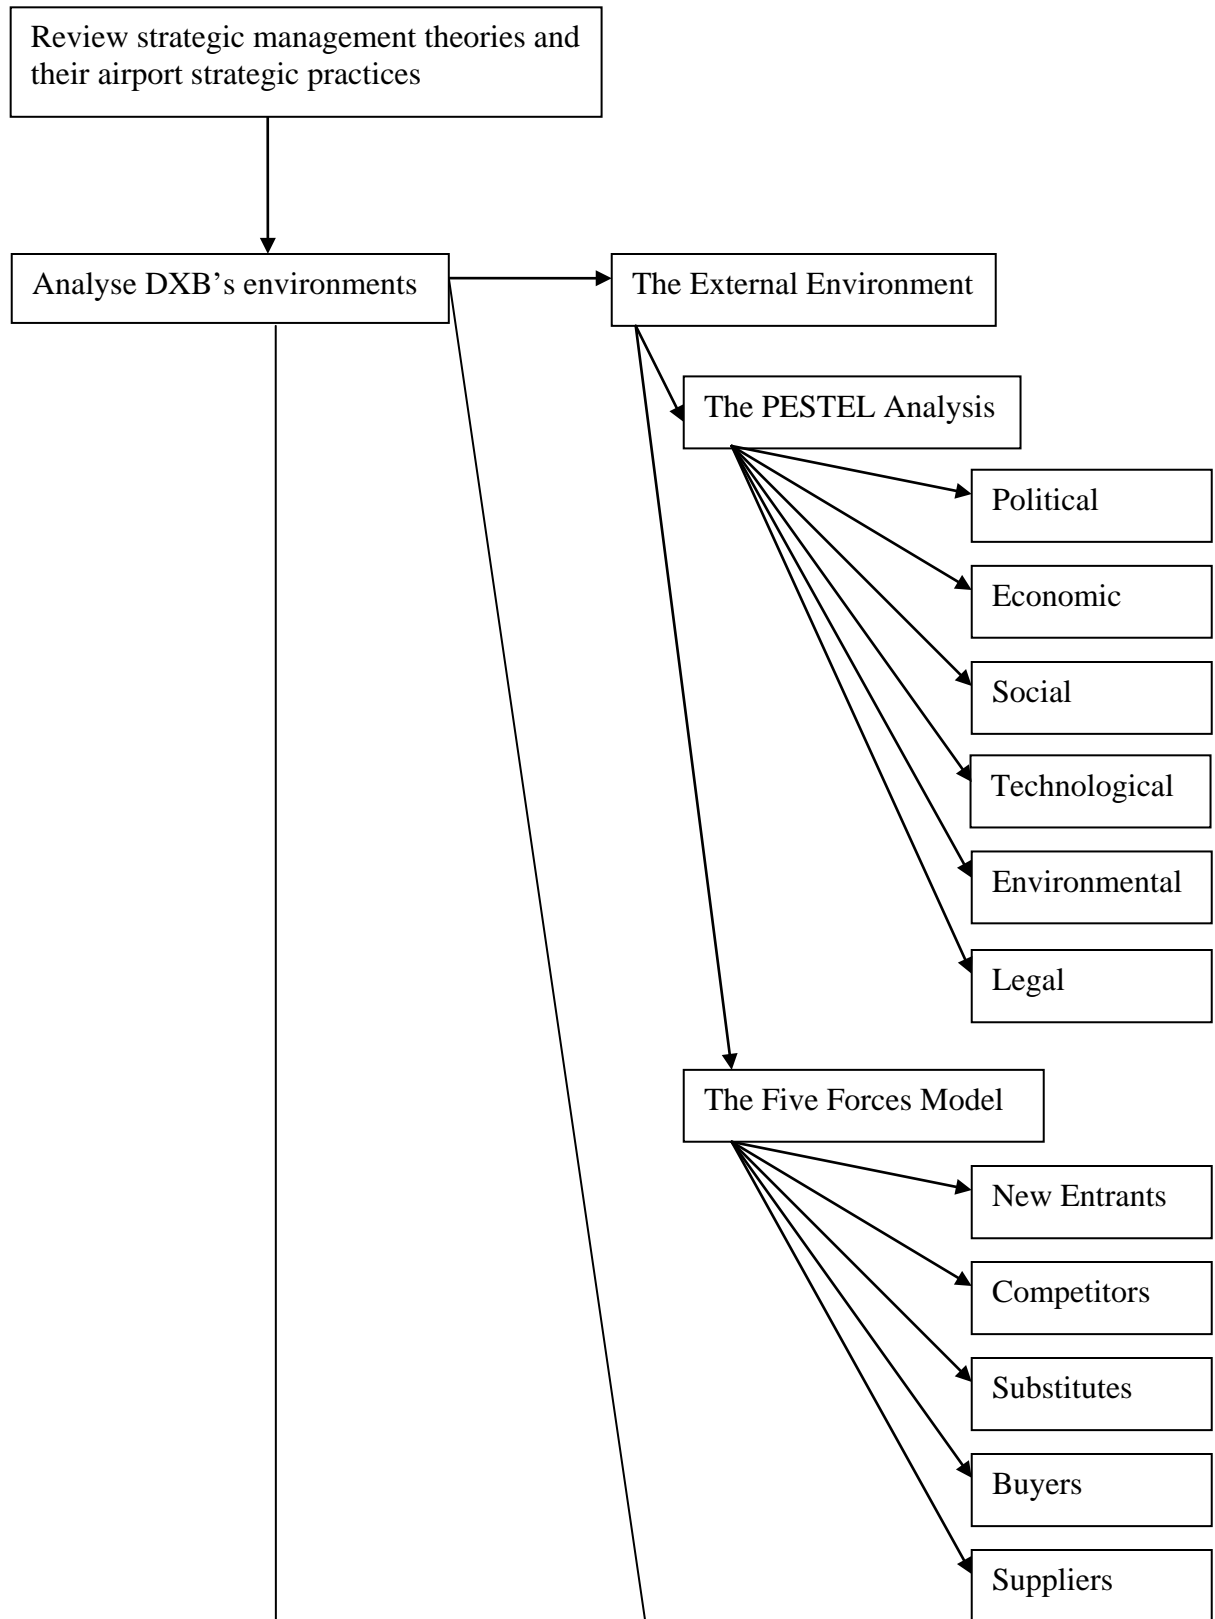 Review strategic management theories and
their airport strategic practices
Analyse DXB’s environments
The External Environment
The PESTEL Analysis
Political
Economic
Social
Technological
Environmental
Legal
The Five Forces Model
New Entrants
Competitors
Substitutes
Buyers
Suppliers